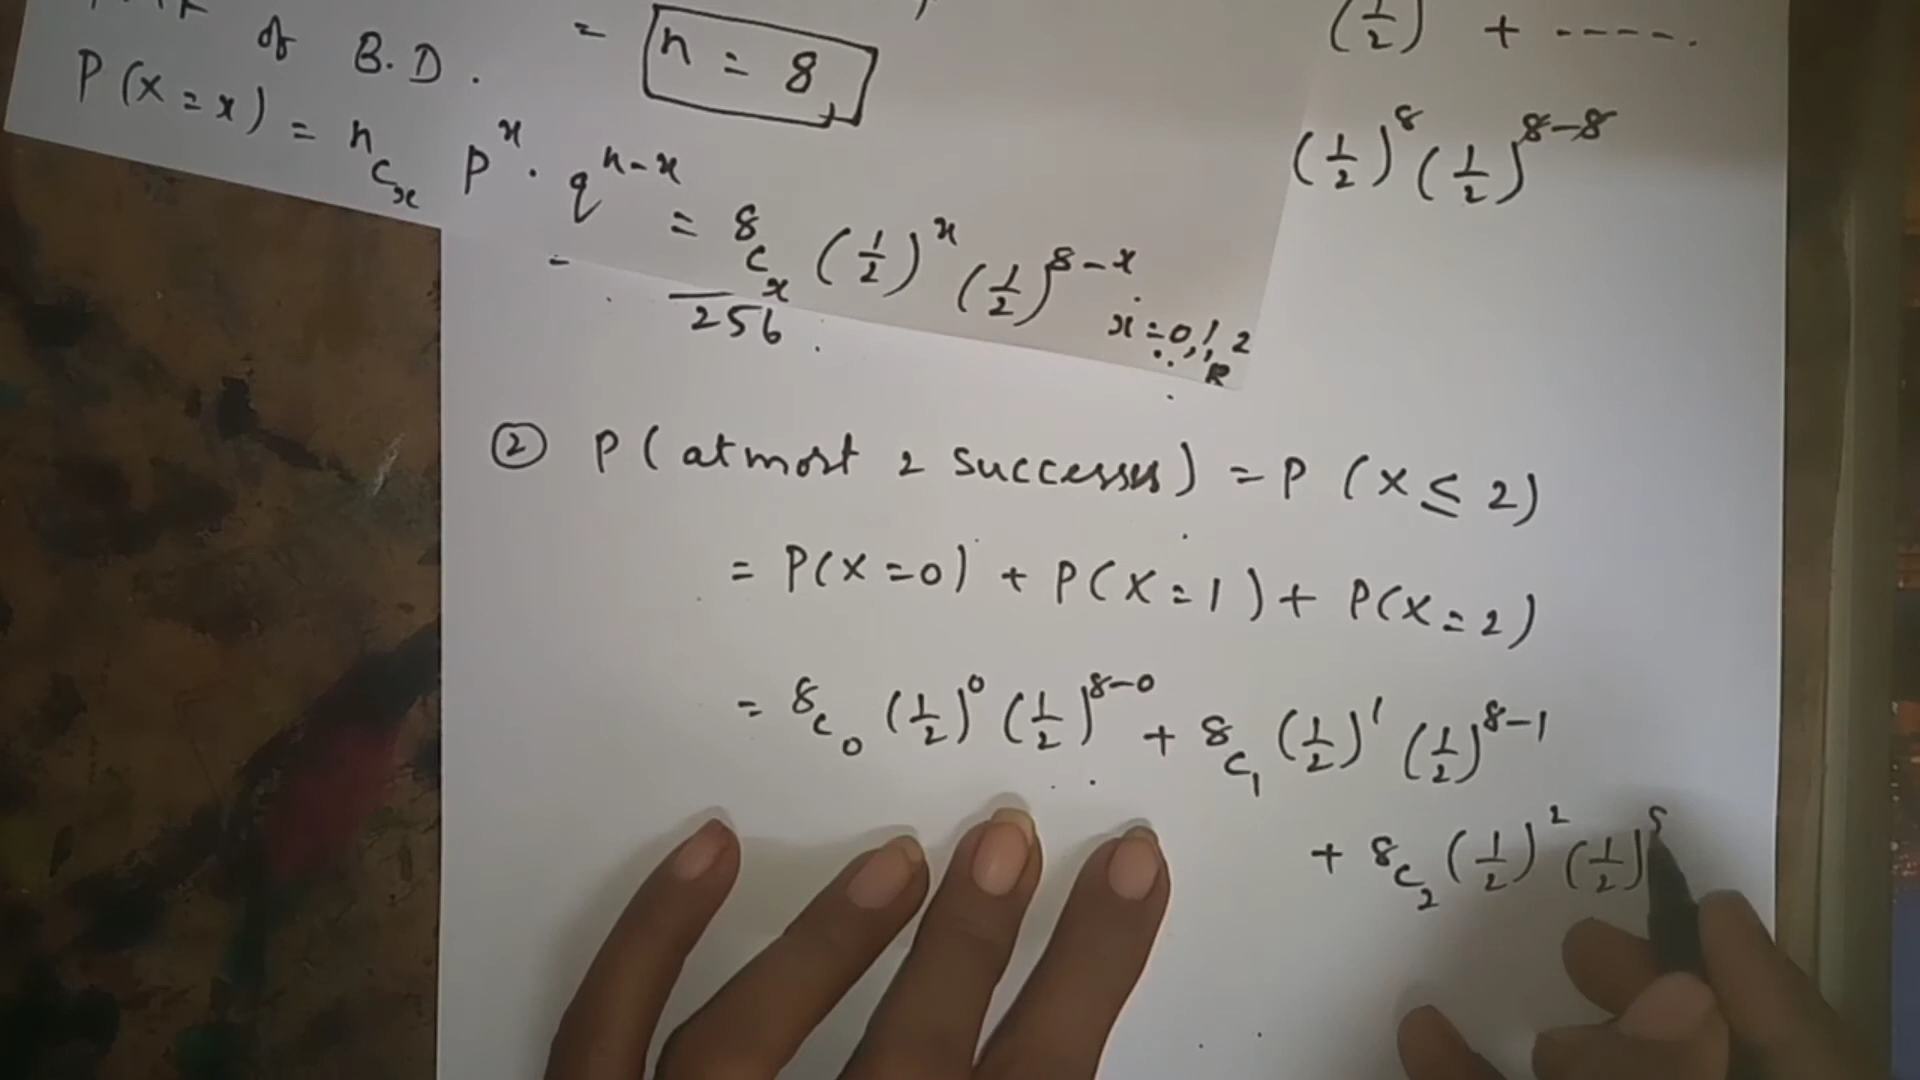 of B.D. = n = 8
(1/2) + -----.
P(X=x) = nCx p^x . q^n-x = 8Cx (1/2)^x (1/2)^8-x x=0,1,2
(1/2)^8 (1/2)^8-8
256
② P(atmost 2 successes) = P(X ≤ 2)
= P(X=0) + P(X=1) + P(X=2)
= 8C0 (1/2)^0 (1/2)^8-0 + 8C1 (1/2)^1 (1/2)^8-1
+ 8C2 (1/2)^2 (1/2)